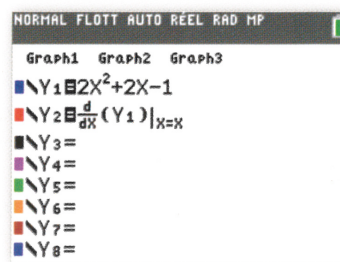 NORMAL FLOTT AUTO RÉEL RAD MP
Graph1 Graph2 Graph3
\Y1=2X²+2X-1
\Y2=d/dX(Y1)|X=X
\Y3=
\Y4=
\Y5=
\Y6=
\Y7=
\Y8=